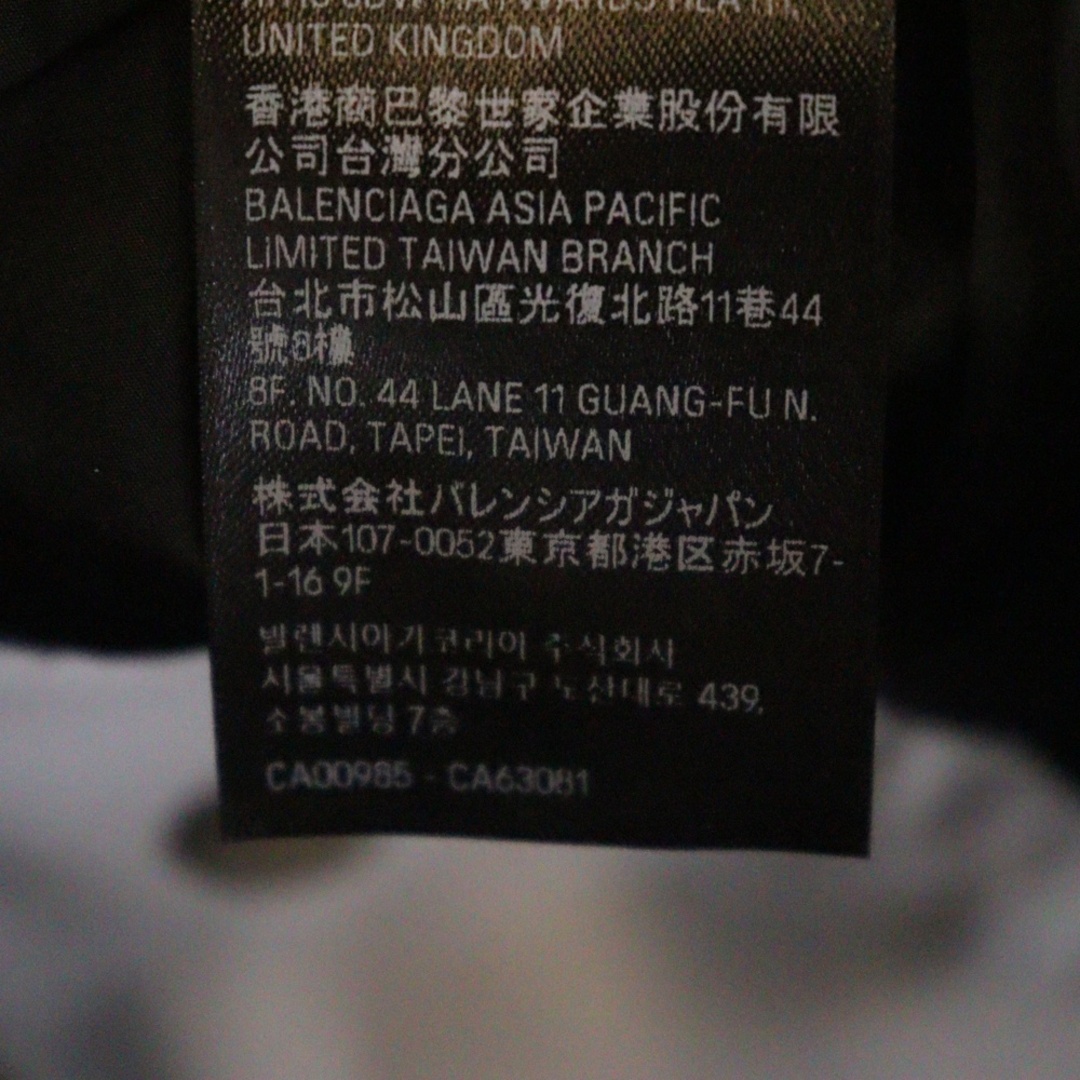 UNITED KINGDOM
香港商巴黎世家企業股份有限
公司台灣分公司
BALENCIAGA ASIA PACIFIC
LIMITED TAIWAN BRANCH
台北市松山區光復北路11巷44
號8樓
8F. NO. 44 LANE 11 GUANG-FU N.
ROAD, TAPEI, TAIWAN
株式会社バレンシアガジャパン
日本107-0052東京都港区赤坂7-
1-16 9F
발렌시아가코리아 주식회사
서울특별시 강남구 도산대로 439,
소봉빌딩 7층
CA00985 - CA63081